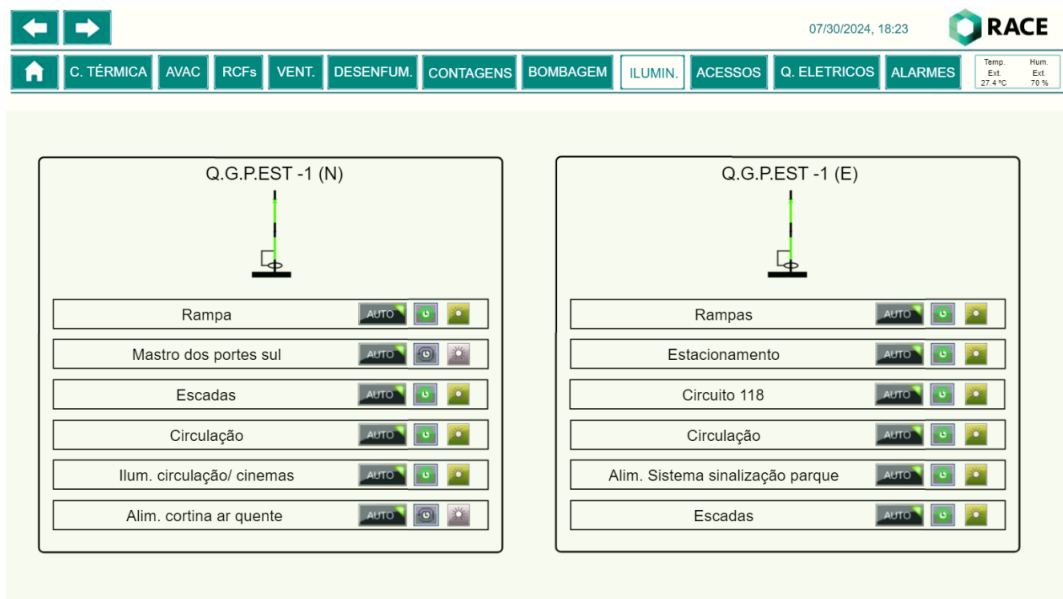 07/30/2024, 18:23
RACE
C. TÉRMICA AVAC RCFs VENT. DESENFUM. CONTAGENS BOMBAGEM ILUMIN. ACESSOS Q. ELETRICOS ALARMES
Temp. Ext. 27.4 ºC
Hum. Ext. 70 %
Q.G.P.EST -1 (N)
Rampa AUTO
Mastro dos portes sul AUTO
Escadas AUTO
Circulação AUTO
Ilum. circulação/ cinemas AUTO
Alim. cortina ar quente AUTO
Q.G.P.EST -1 (E)
Rampas AUTO
Estacionamento AUTO
Circuito 118 AUTO
Circulação AUTO
Alim. Sistema sinalização parque AUTO
Escadas AUTO